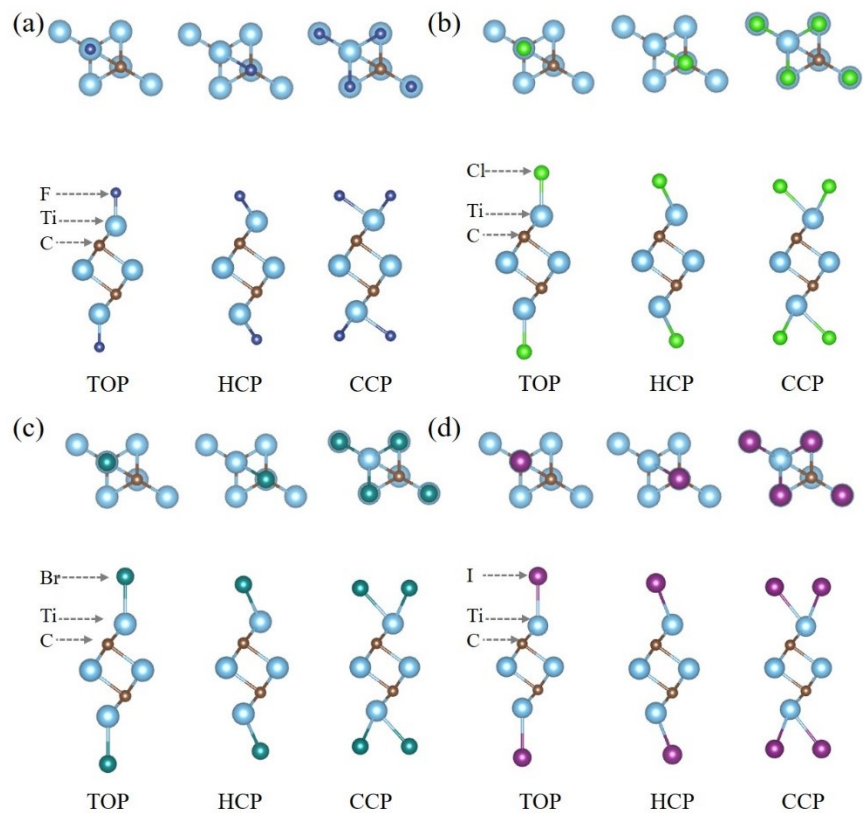 (a)
F
Ti
C
TOP HCP CCP
(b)
Cl
Ti
C
TOP HCP CCP
(c)
Br
Ti
C
TOP HCP CCP
(d)
I
Ti
C
TOP HCP CCP